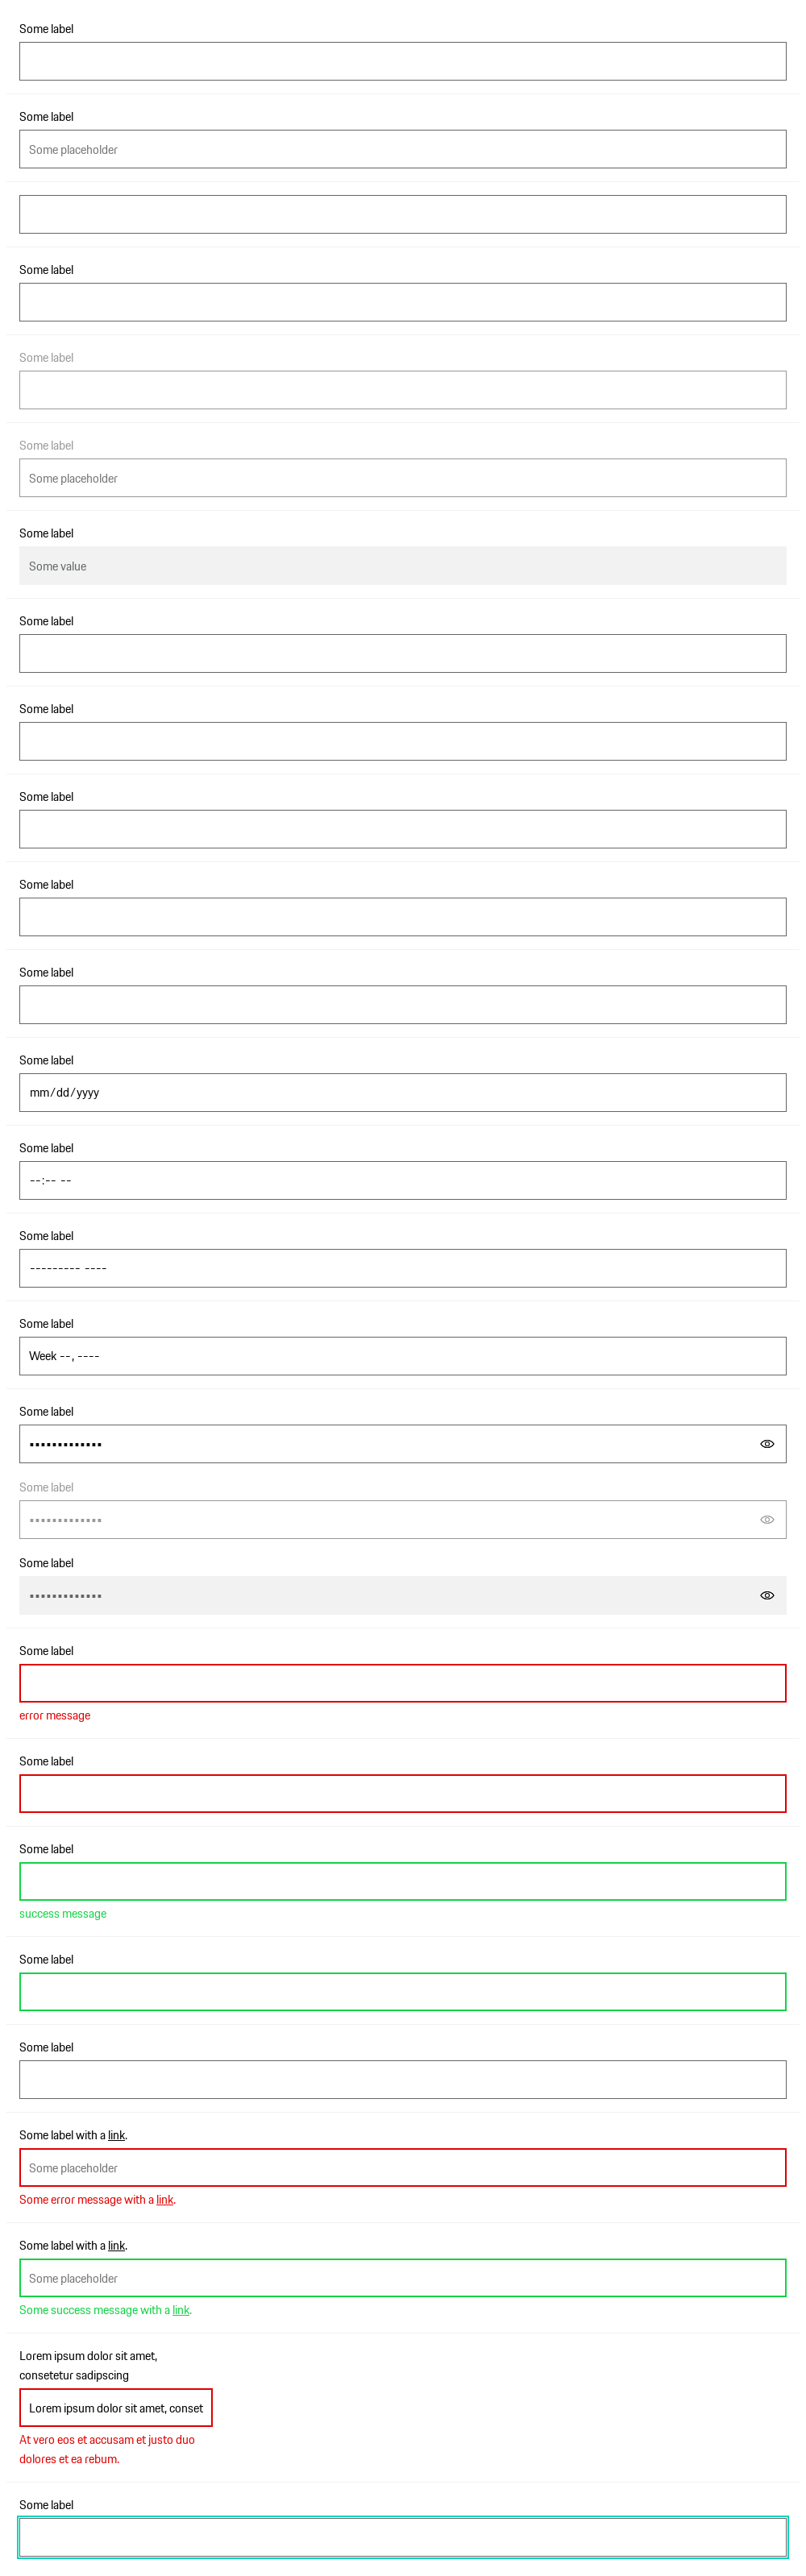 Some label
Some label
Some placeholder
Some label
Some label
Some label
Some placeholder
Some label
Some value
Some label
Some label
Some label
Some label
Some label
Some label
mm/dd/yyyy
Some label
--:-- --
Some label
--------- ----
Some label
Week --, ----
Some label
•••••••••••••
Some label
•••••••••••••
Some label
•••••••••••••
Some label
error message
Some label
Some label
success message
Some label
Some label
Some label with a link.
Some placeholder
Some error message with a link.
Some label with a link.
Some placeholder
Some success message with a link.
Lorem ipsum dolor sit amet,
consetetur sadipscing
Lorem ipsum dolor sit amet, conset
At vero eos et accusam et justo duo
dolores et ea rebum.
Some label